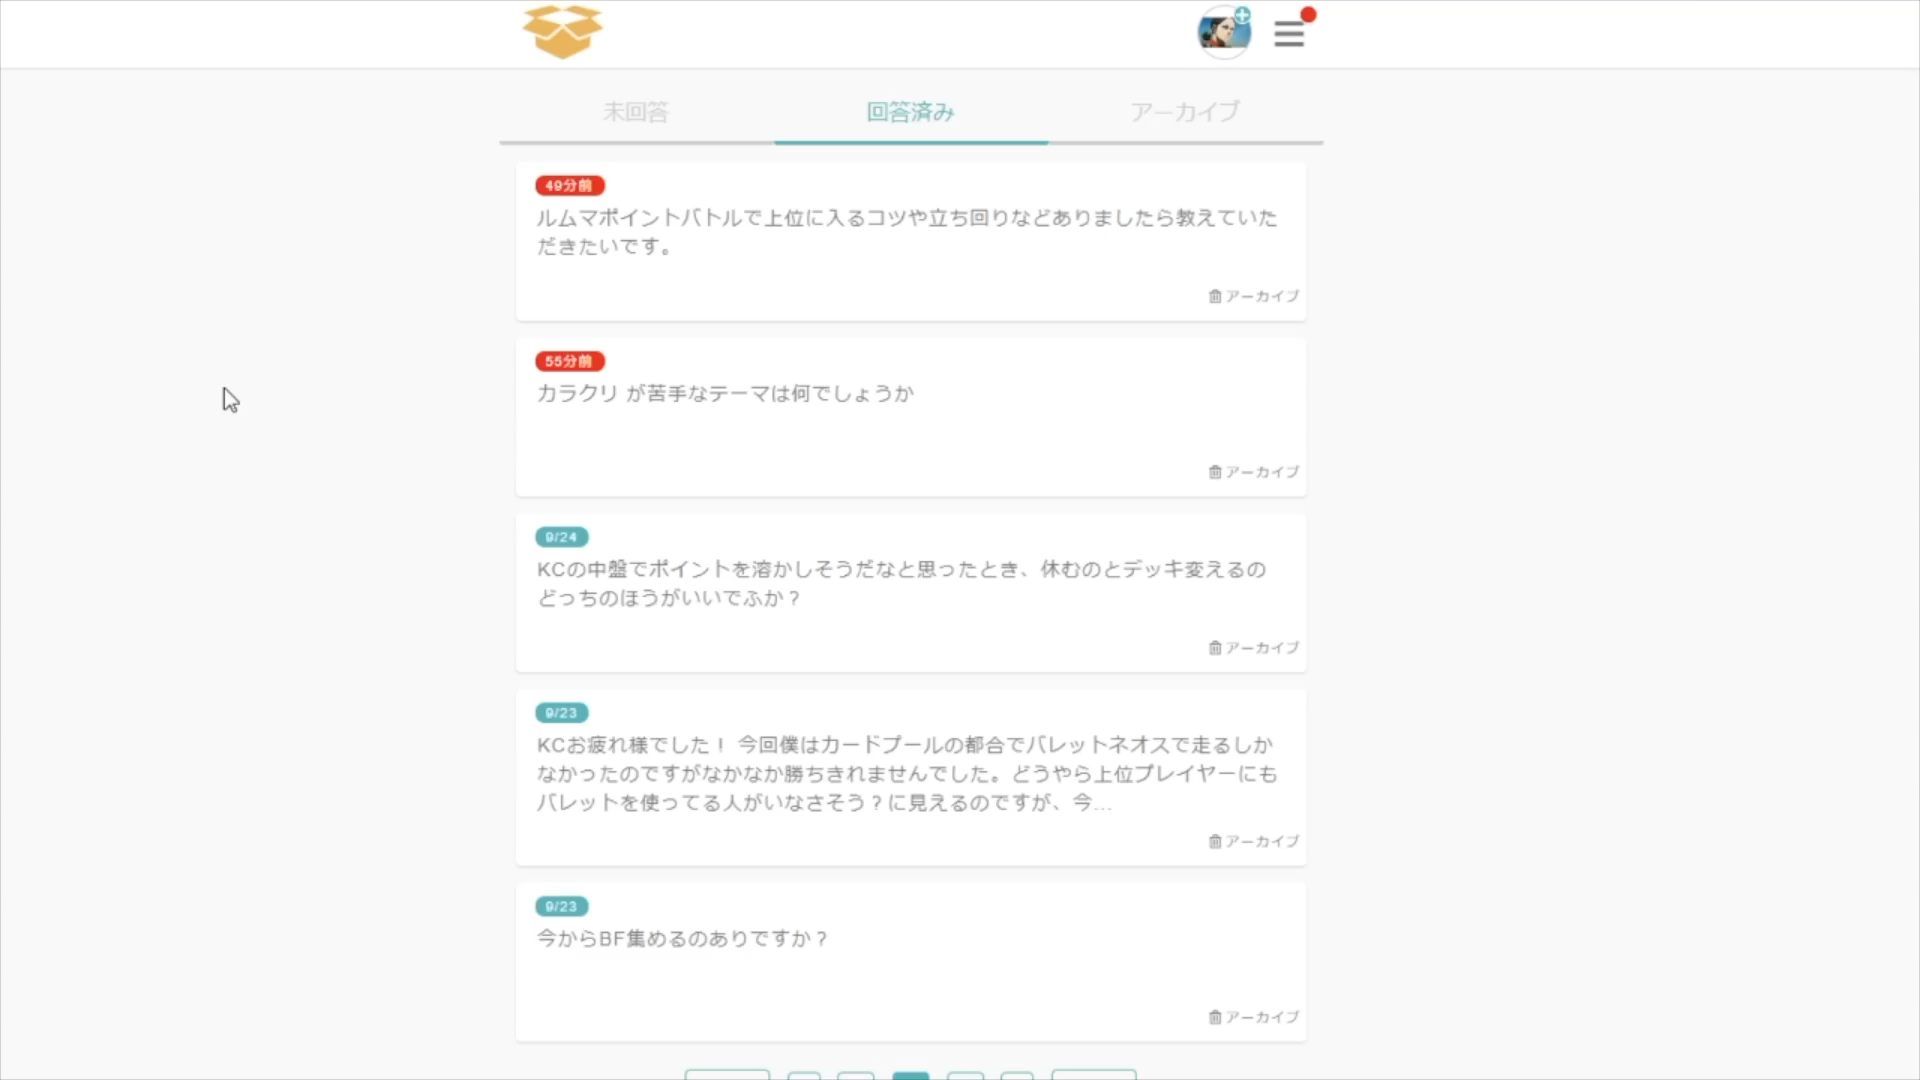 未回答
回答済み
アーカイブ
49分前
ルムマポイントバトルで上位に入るコツや立ち回りなどありましたら教えていた
だきたいです。
アーカイブ
55分前
カラクリ が苦手なテーマは何でしょうか
アーカイブ
9/24
KCの中盤でポイントを溶かしそうだなと思ったとき、休むのとデッキ変えるの
どっちのほうがいいでふか？
アーカイブ
9/23
KCお疲れ様でした！ 今回僕はカードプールの都合でバレットネオスで走るしか
なかったのですがなかなか勝ちきれませんでした。どうやら上位プレイヤーにも
バレットを使ってる人がいなさそう？に見えるのですが、今...
アーカイブ
9/23
今からBF集めるのありですか？
アーカイブ